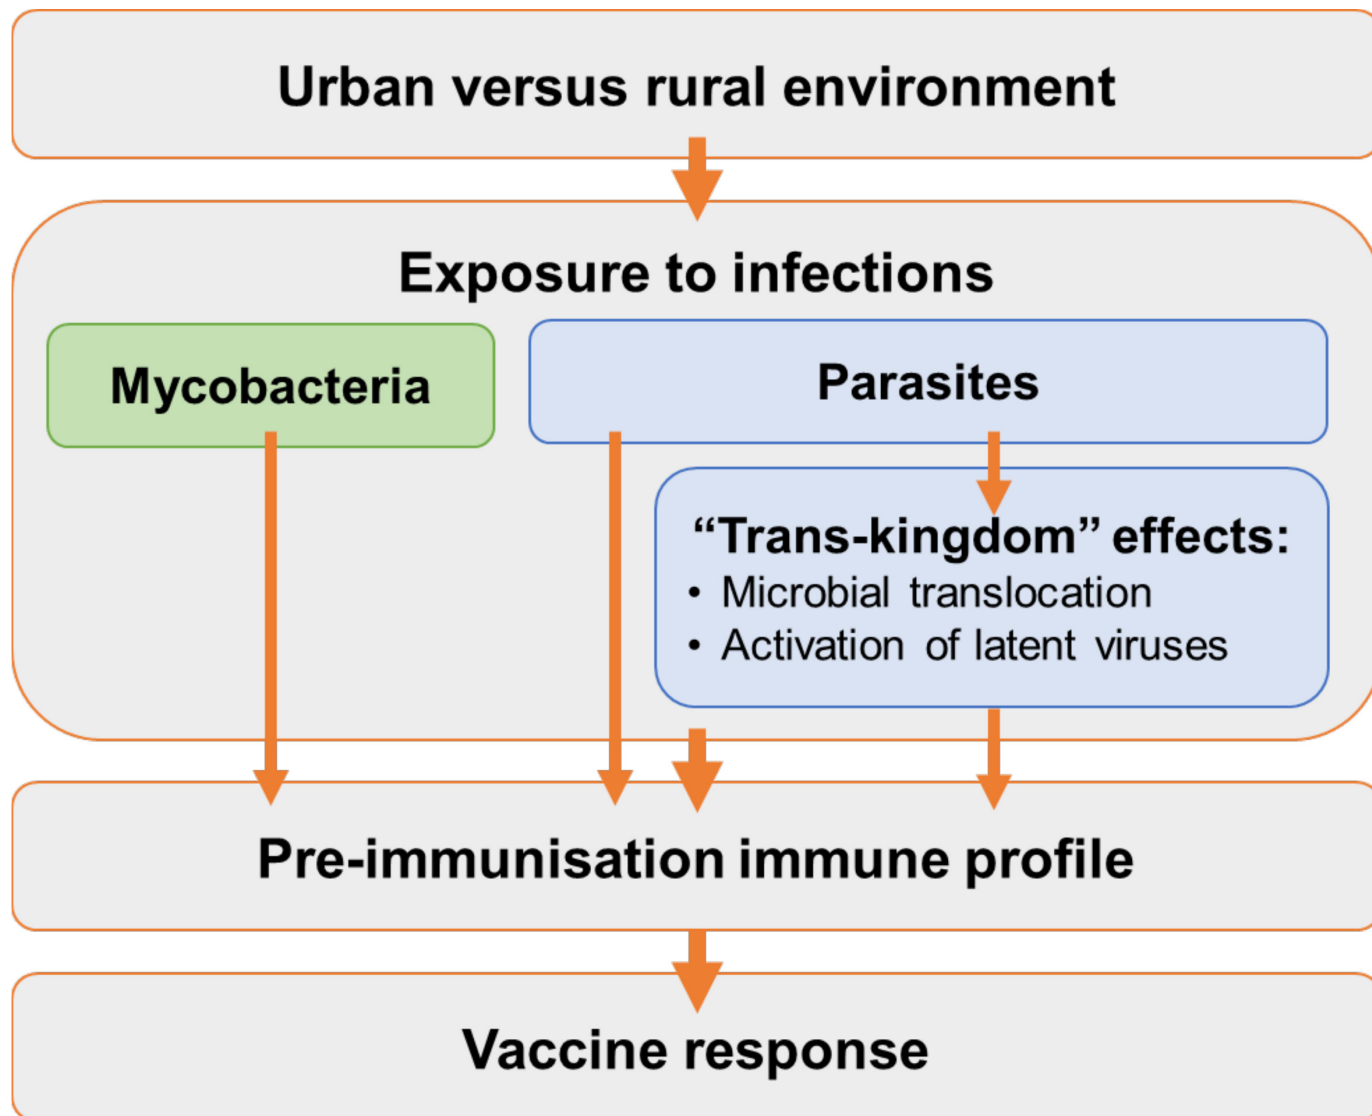 Urban versus rural environment
Exposure to infections
Mycobacteria
Parasites
“Trans-kingdom” effects:
• Microbial translocation
• Activation of latent viruses
Pre-immunisation immune profile
Vaccine response